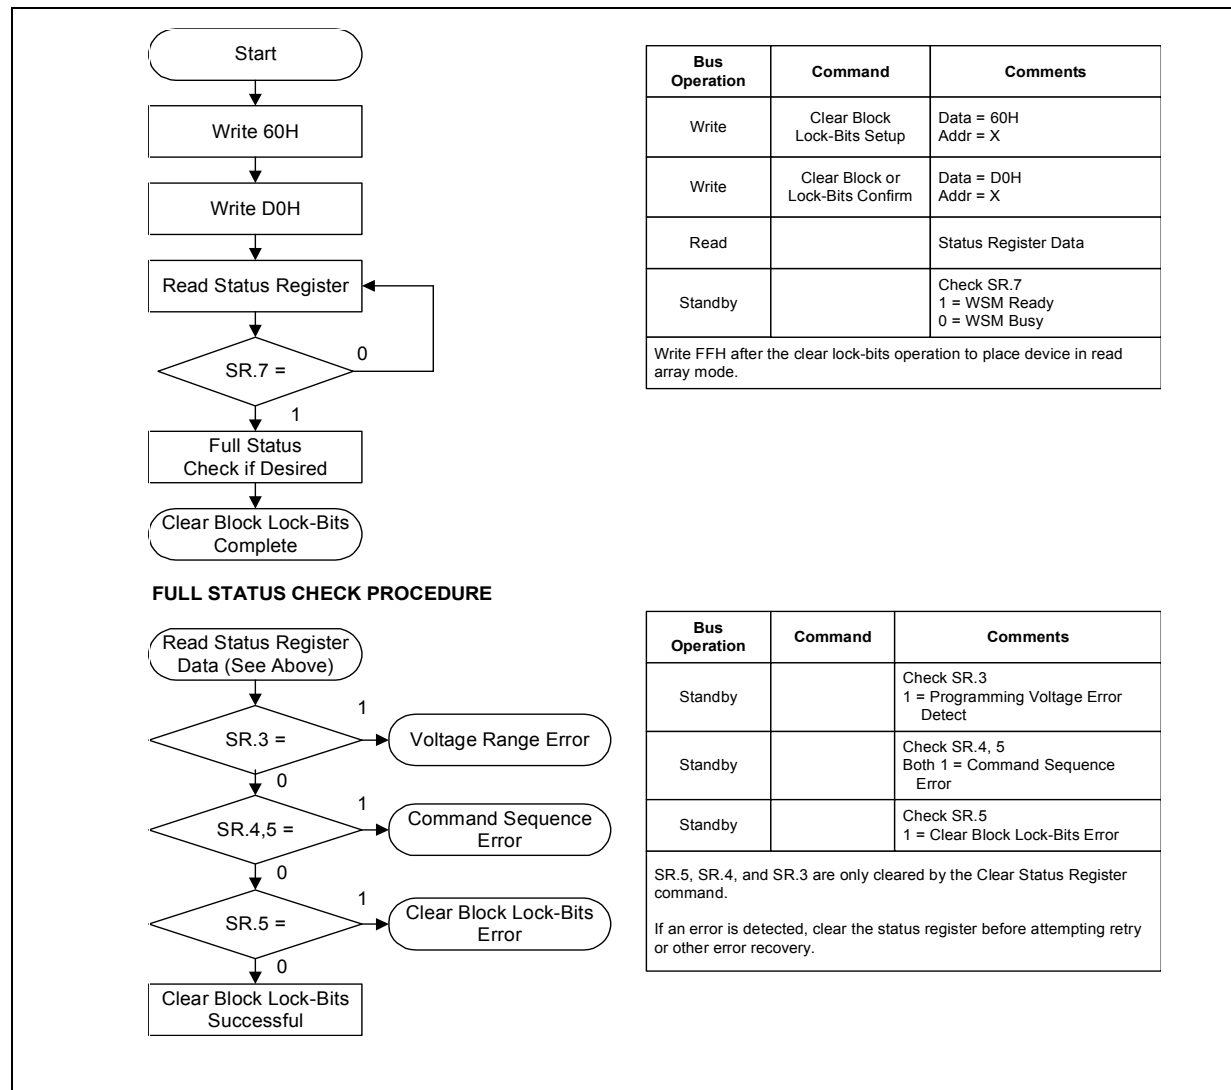 Start
Write 60H
Write D0H
Read Status Register
SR.7 =
0
1
Full Status
Check if Desired
Clear Block Lock-Bits
Complete
Bus
Operation
Command
Comments
Write
Clear Block
Lock-Bits Setup
Data = 60H
Addr = X
Write
Clear Block or
Lock-Bits Confirm
Data = D0H
Addr = X
Read
Status Register Data
Standby
Check SR.7
1 = WSM Ready
0 = WSM Busy
Write FFH after the clear lock-bits operation to place device in read
array mode.
FULL STATUS CHECK PROCEDURE
Read Status Register
Data (See Above)
SR.3 =
1
Voltage Range Error
0
SR.4,5 =
1
Command Sequence
Error
0
SR.5 =
1
Clear Block Lock-Bits
Error
0
Clear Block Lock-Bits
Successful
Bus
Operation
Command
Comments
Standby
Check SR.3
1 = Programming Voltage Error
Detect
Standby
Check SR.4, 5
Both 1 = Command Sequence
Error
Standby
Check SR.5
1 = Clear Block Lock-Bits Error
SR.5, SR.4, and SR.3 are only cleared by the Clear Status Register
command.
If an error is detected, clear the status register before attempting retry
or other error recovery.